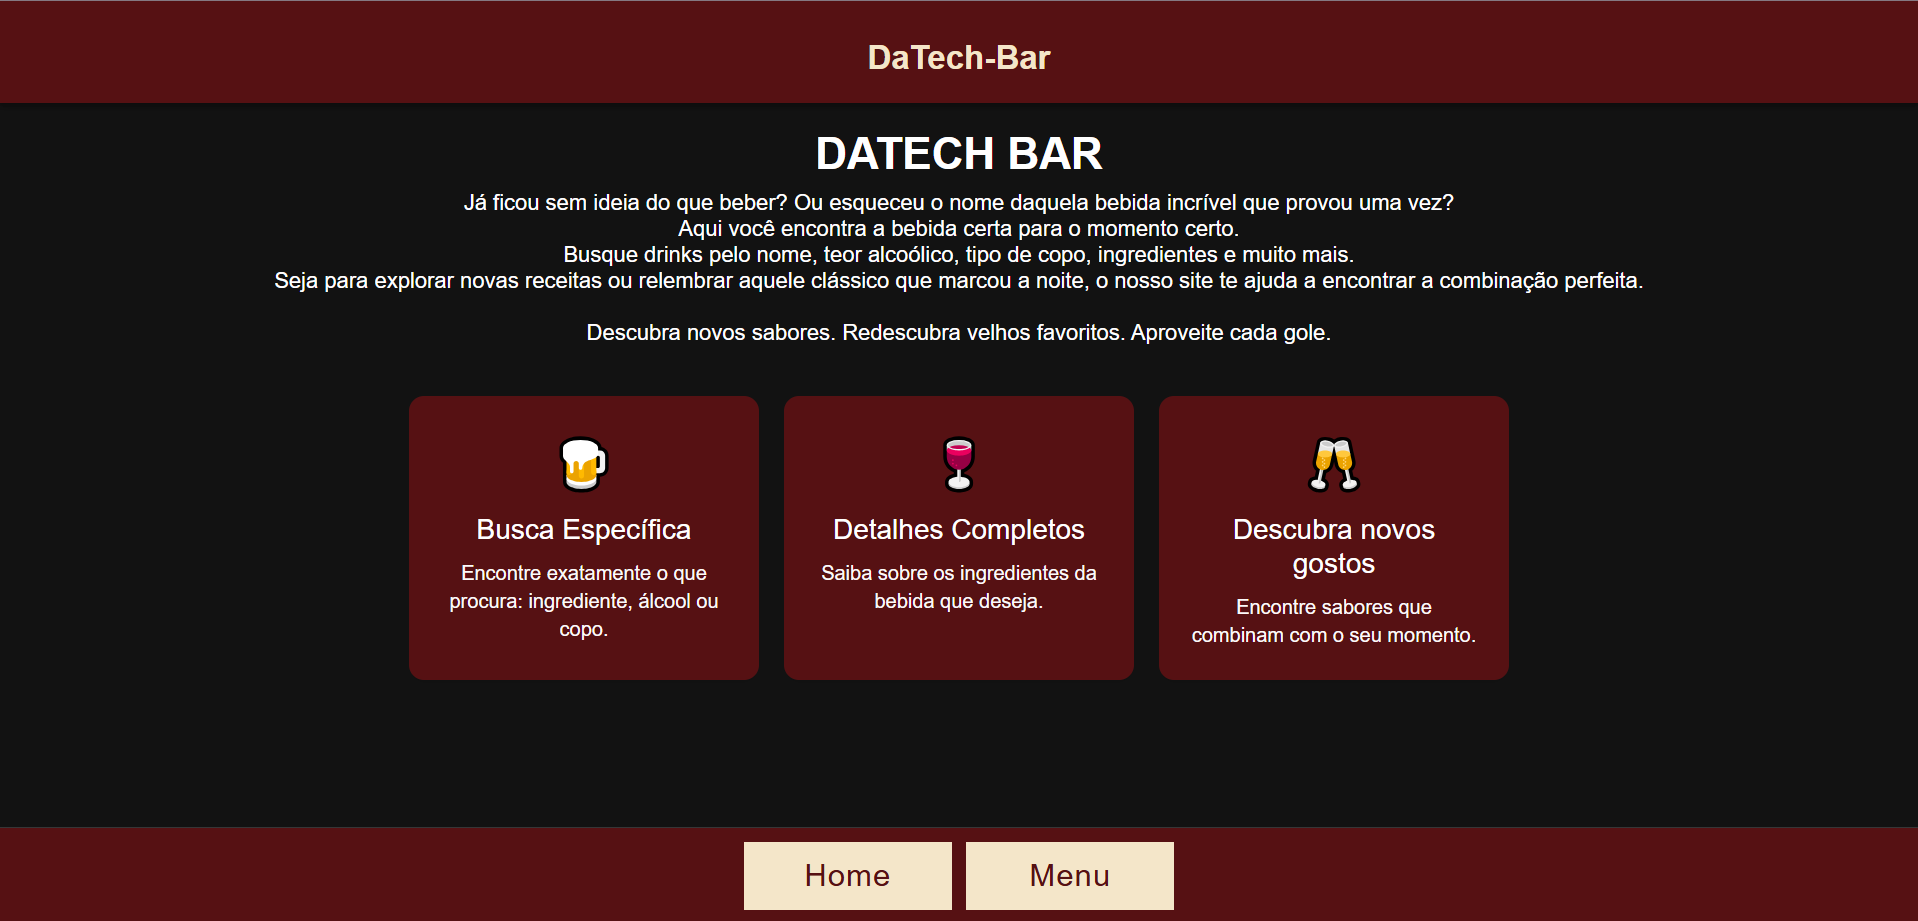 DaTech-Bar
DATECH BAR
Já ficou sem ideia do que beber? Ou esqueceu o nome daquela bebida incrível que provou uma vez?
Aqui você encontra a bebida certa para o momento certo.
Busque drinks pelo nome, teor alcoólico, tipo de copo, ingredientes e muito mais.
Seja para explorar novas receitas ou relembrar aquele clássico que marcou a noite, o nosso site te ajuda a encontrar a combinação perfeita.
Descubra novos sabores. Redescubra velhos favoritos. Aproveite cada gole.
Busca Específica
Encontre exatamente o que
procura: ingrediente, álcool ou
copo.
Detalhes Completos
Saiba sobre os ingredientes da
bebida que deseja.
Descubra novos
gostos
Encontre sabores que
combinam com o seu momento.
Home
Menu